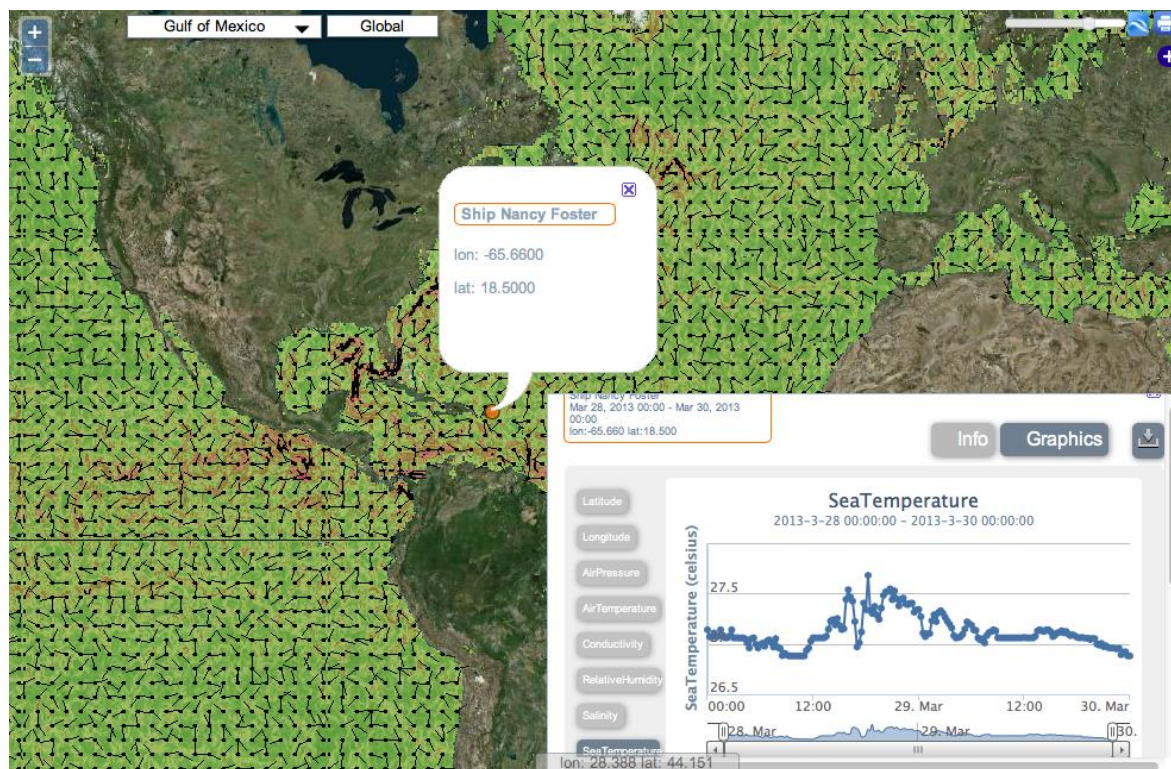 +
Gulf of Mexico
Global
−
+
Ship Nancy Foster
lon: -65.6600
lat: 18.5000
Ship Nancy Foster
Mar 28, 2013 00:00 - Mar 30, 2013
00:00
lon:-65.660 lat:18.500
Info
Graphics
Latitude
Longitude
AirPressure
AirTemperature
Conductivity
RelativeHumidity
Salinity
SeaTemperature
SeaTemperature
2013-3-28 00:00:00 - 2013-3-30 00:00:00
SeaTemperature (celsius)
27.5
26.5
00:00 12:00 29. Mar 12:00 30. Mar
28. Mar 29. Mar 30.
lon: 28.388 lat: 44.151